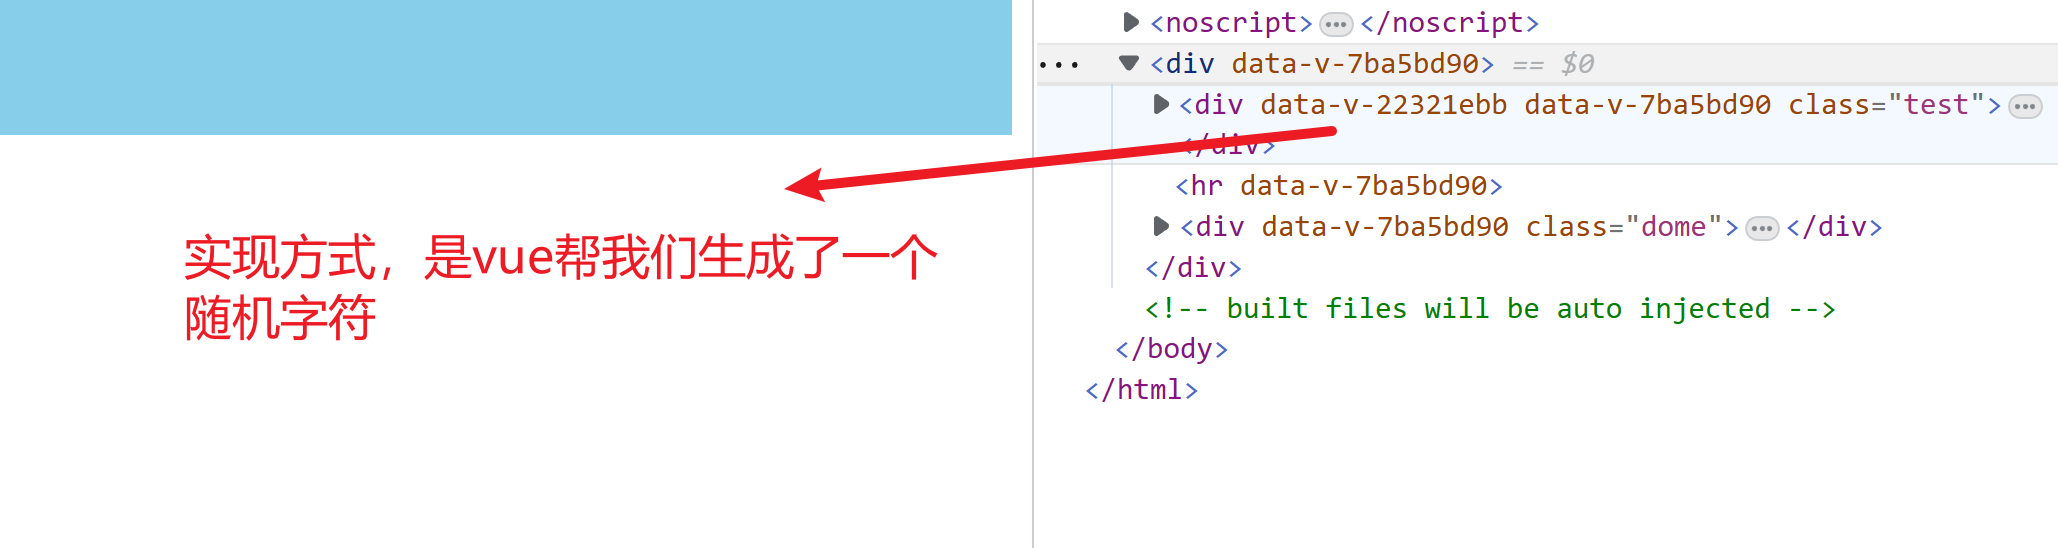 <noscript>…</noscript>
… <div data-v-7ba5bd90> == $0
<div data-v-22321ebb data-v-7ba5bd90 class="test">…
</div>
<hr data-v-7ba5bd90>
<div data-v-7ba5bd90 class="dome">…</div>
</div>
<!-- built files will be auto injected -->
</body>
</html>
实现方式，是vue帮我们生成了一个
随机字符